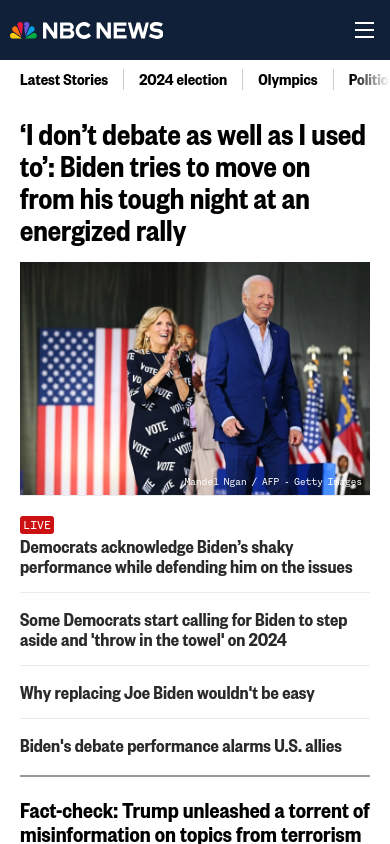 NBC NEWS
Latest Stories
2024 election
Olympics
‘I don’t debate as well as I used
to’: Biden tries to move on
from his tough night at an
energized rally
VOTE
VOTE
VOTE
VOTE
Mandel Ngan / AFP - Getty Images
LIVE
Democrats acknowledge Biden’s shaky
performance while defending him on the issues
Some Democrats start calling for Biden to step
aside and 'throw in the towel' on 2024
Why replacing Joe Biden wouldn't be easy
Biden's debate performance alarms U.S. allies
Fact-check: Trump unleashed a torrent of
misinformation on topics from terrorism